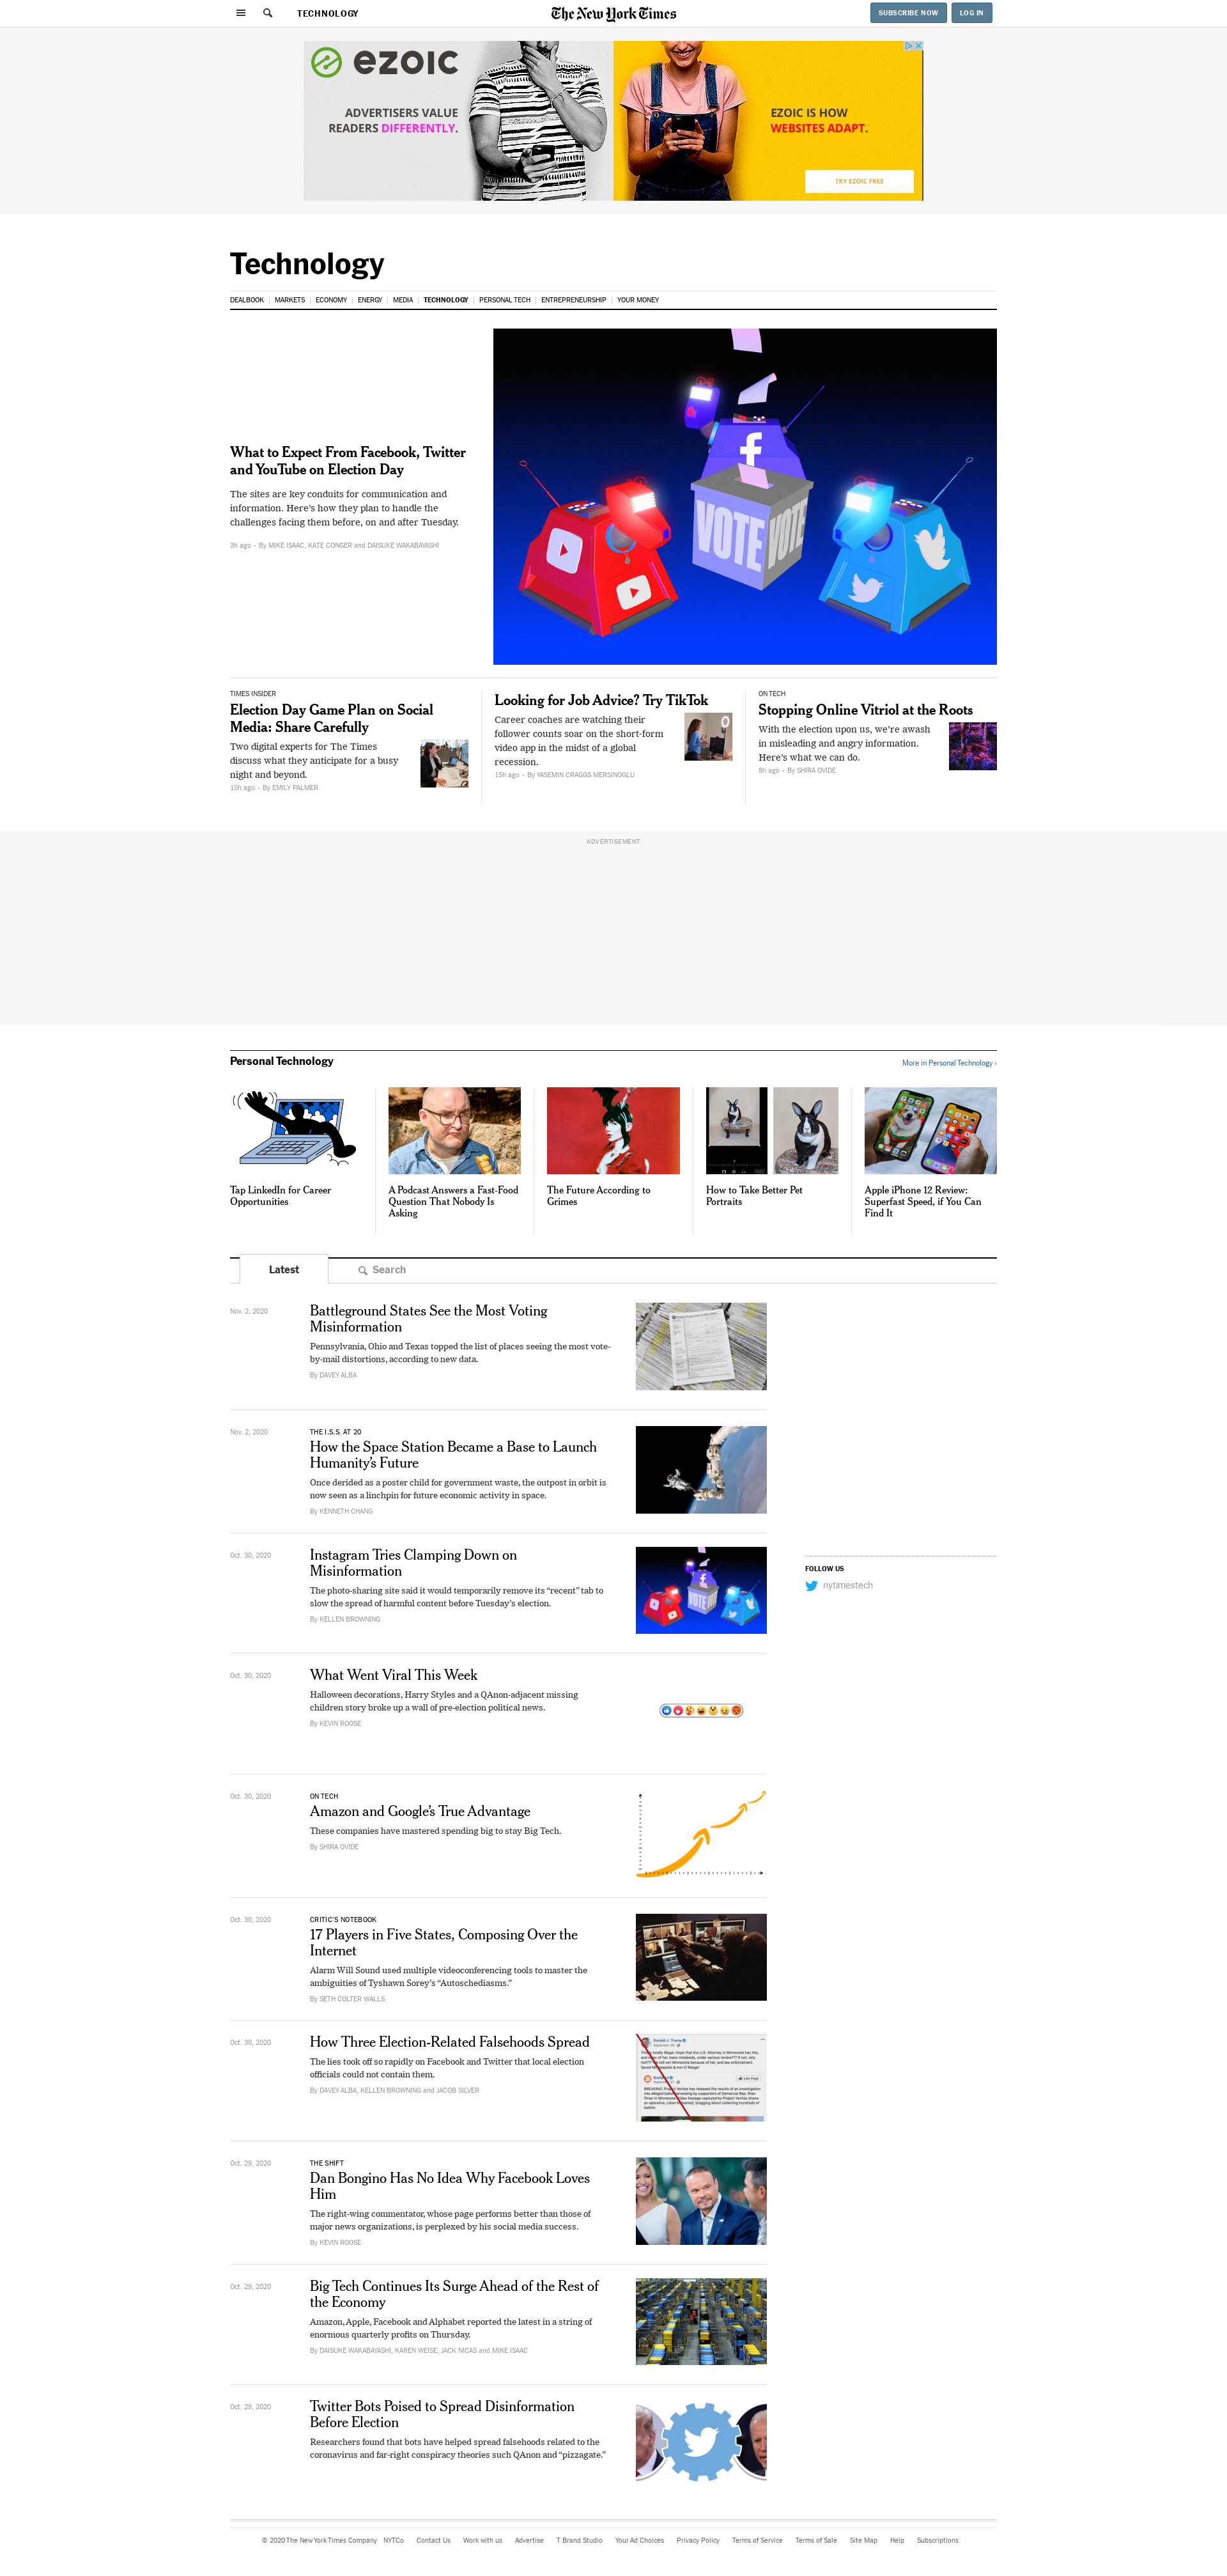 TECHNOLOGY
The New York Times
SUBSCRIBE NOW
LOG IN
ezoic
ADVERTISERS VALUE
READERS DIFFERENTLY.
EZOIC IS HOW
WEBSITES ADAPT.
TRY EZOIC FREE
Technology
DEALBOOK
MARKETS
ECONOMY
ENERGY
MEDIA
TECHNOLOGY
PERSONAL TECH
ENTREPRENEURSHIP
YOUR MONEY
What to Expect From Facebook, Twitter
and YouTube on Election Day
The sites are key conduits for communication and
information. Here's how they plan to handle the
challenges facing them before, on and after Tuesday.
3h ago · By MIKE ISAAC, KATE CONGER and DAISUKE WAKABAYASHI
VOTE
VOTE
TIMES INSIDER
Election Day Game Plan on Social
Media: Share Carefully
Two digital experts for The Times
discuss what they anticipate for a busy
night and beyond.
15h ago · By EMILY PALMER
Looking for Job Advice? Try TikTok
Career coaches are watching their
follower counts soar on the short-form
video app in the midst of a global
recession.
15h ago · By YASEMIN CRAGGS MERSINOGLU
ON TECH
Stopping Online Vitriol at the Roots
With the election upon us, we're awash
in misleading and angry information.
Here's what we can do.
8h ago · By SHIRA OVIDE
ADVERTISEMENT
Personal Technology
More in Personal Technology ›
Tap LinkedIn for Career
Opportunities
A Podcast Answers a Fast-Food
Question That Nobody Is
Asking
The Future According to
Grimes
How to Take Better Pet
Portraits
Apple iPhone 12 Review:
Superfast Speed, if You Can
Find It
Latest
Search
Nov. 2, 2020
Battleground States See the Most Voting
Misinformation
Pennsylvania, Ohio and Texas topped the list of places seeing the most vote-
by-mail distortions, according to new data.
By DAVEY ALBA
Nov. 2, 2020
THE I.S.S. AT 20
How the Space Station Became a Base to Launch
Humanity's Future
Once derided as a poster child for government waste, the outpost in orbit is
now seen as a linchpin for future economic activity in space.
By KENNETH CHANG
Oct. 30, 2020
Instagram Tries Clamping Down on
Misinformation
The photo-sharing site said it would temporarily remove its "recent" tab to
slow the spread of harmful content before Tuesday's election.
By KELLEN BROWNING
VOTE
FOLLOW US
nytimestech
Oct. 30, 2020
What Went Viral This Week
Halloween decorations, Harry Styles and a QAnon-adjacent missing
children story broke up a wall of pre-election political news.
By KEVIN ROOSE
Oct. 30, 2020
ON TECH
Amazon and Google's True Advantage
These companies have mastered spending big to stay Big Tech.
By SHIRA OVIDE
Oct. 30, 2020
CRITIC'S NOTEBOOK
17 Players in Five States, Composing Over the
Internet
Alarm Will Sound used multiple videoconferencing tools to master the
ambiguities of Tyshawn Sorey's "Autoschediasms."
By SETH COLTER WALLS
Oct. 30, 2020
How Three Election-Related Falsehoods Spread
The lies took off so rapidly on Facebook and Twitter that local election
officials could not contain them.
By DAVEY ALBA, KELLEN BROWNING and JACOB SILVER
Donald J. Trump
Like Page
Oct. 29, 2020
THE SHIFT
Dan Bongino Has No Idea Why Facebook Loves
Him
The right-wing commentator, whose page performs better than those of
major news organizations, is perplexed by his social media success.
By KEVIN ROOSE
Oct. 29, 2020
Big Tech Continues Its Surge Ahead of the Rest of
the Economy
Amazon, Apple, Facebook and Alphabet reported the latest in a string of
enormous quarterly profits on Thursday.
By DAISUKE WAKABAYASHI, KAREN WEISE, JACK NICAS and MIKE ISAAC
Oct. 29, 2020
Twitter Bots Poised to Spread Disinformation
Before Election
Researchers found that bots have helped spread falsehoods related to the
coronavirus and far-right conspiracy theories such QAnon and "pizzagate."
© 2020 The New York Times Company
NYTCo
Contact Us
Work with us
Advertise
T Brand Studio
Your Ad Choices
Privacy Policy
Terms of Service
Terms of Sale
Site Map
Help
Subscriptions